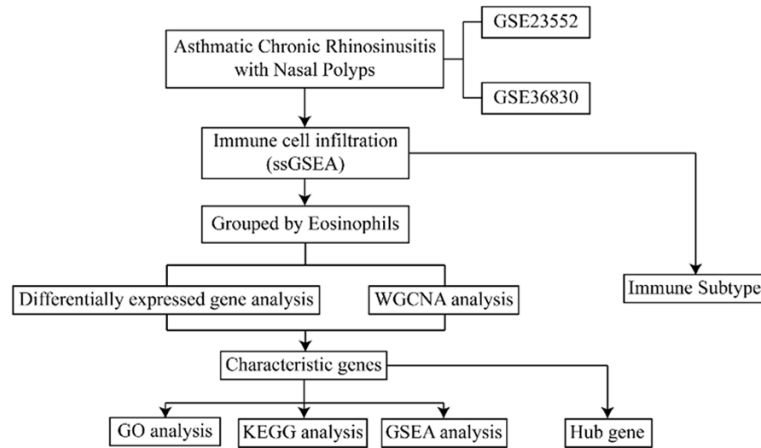 GSE23552
Asthmatic Chronic Rhinosinusitis
with Nasal Polyps
GSE36830
Immune cell infiltration
(ssGSEA)
Grouped by Eosinophils
Differentially expressed gene analysis
WGCNA analysis
Immune Subtype
Characteristic genes
GO analysis
KEGG analysis
GSEA analysis
Hub gene